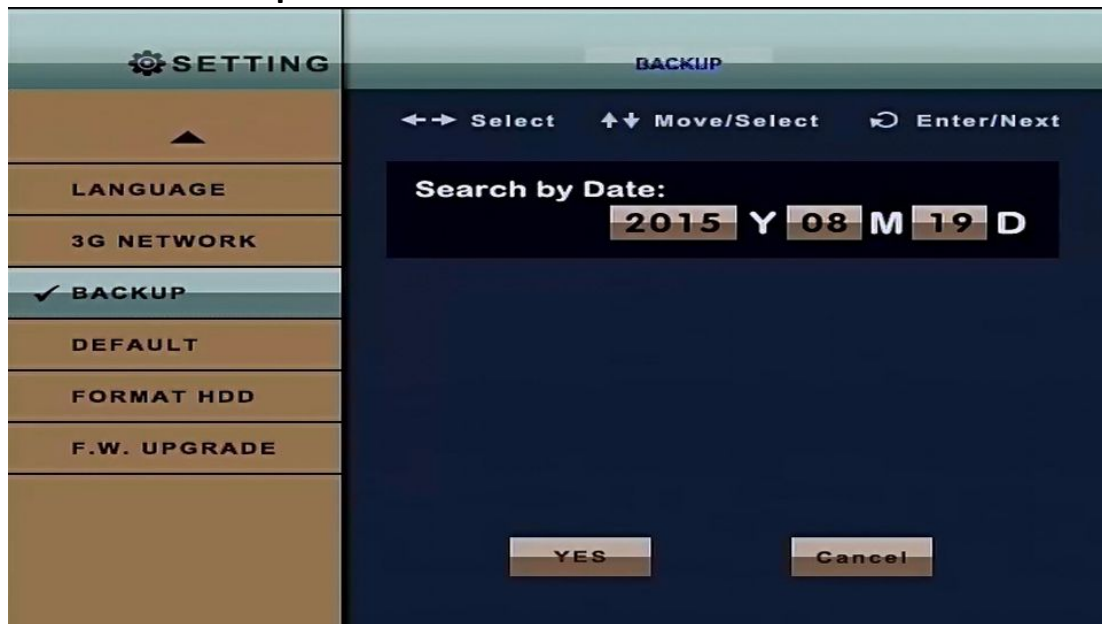 SETTING
BACKUP
Select Move/Select Enter/Next
LANGUAGE
3G NETWORK
BACKUP
DEFAULT
FORMAT HDD
F.W. UPGRADE
Search by Date:
2015 Y 08 M 19 D
YES Cancel